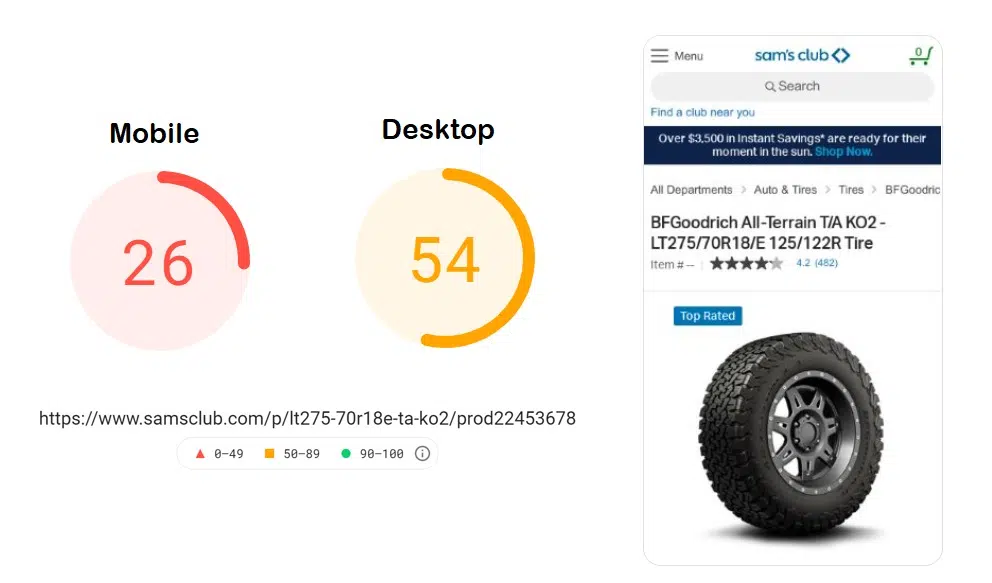 Mobile
Desktop
26
54
https://www.samsclub.com/p/lt275-70r18e-ta-ko2/prod22453678
0–49
50–89
90–100
Menu
sam's club
0
Search
Find a club near you
Over $3,500 in Instant Savings* are ready for their
moment in the sun. Shop Now.
All Departments > Auto & Tires > Tires > BFGoodric
BFGoodrich All-Terrain T/A KO2 -
LT275/70R18/E 125/122R Tire
Item # -- | 4.2 (482)
Top Rated